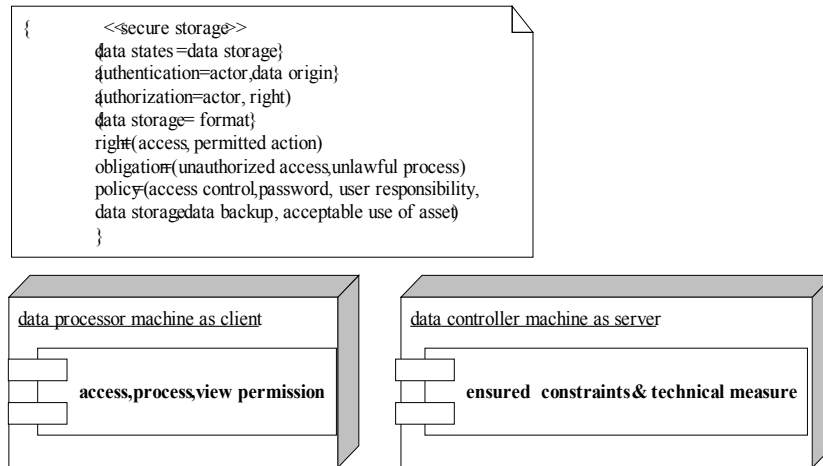 { <<secure storage>>
{data states=data storage}
{authentication=actor,data origin}
{authorization=actor, right)
{data storage= format}
right=(access, permitted action)
obligation=(unauthorized access,unlawful process)
policy=(access control,password, user responsibility,
data storage,data backup, acceptable use of asset)
}
data processor machine as client
access,process,view permission
data controller machine as server
ensured constraints& technical measure